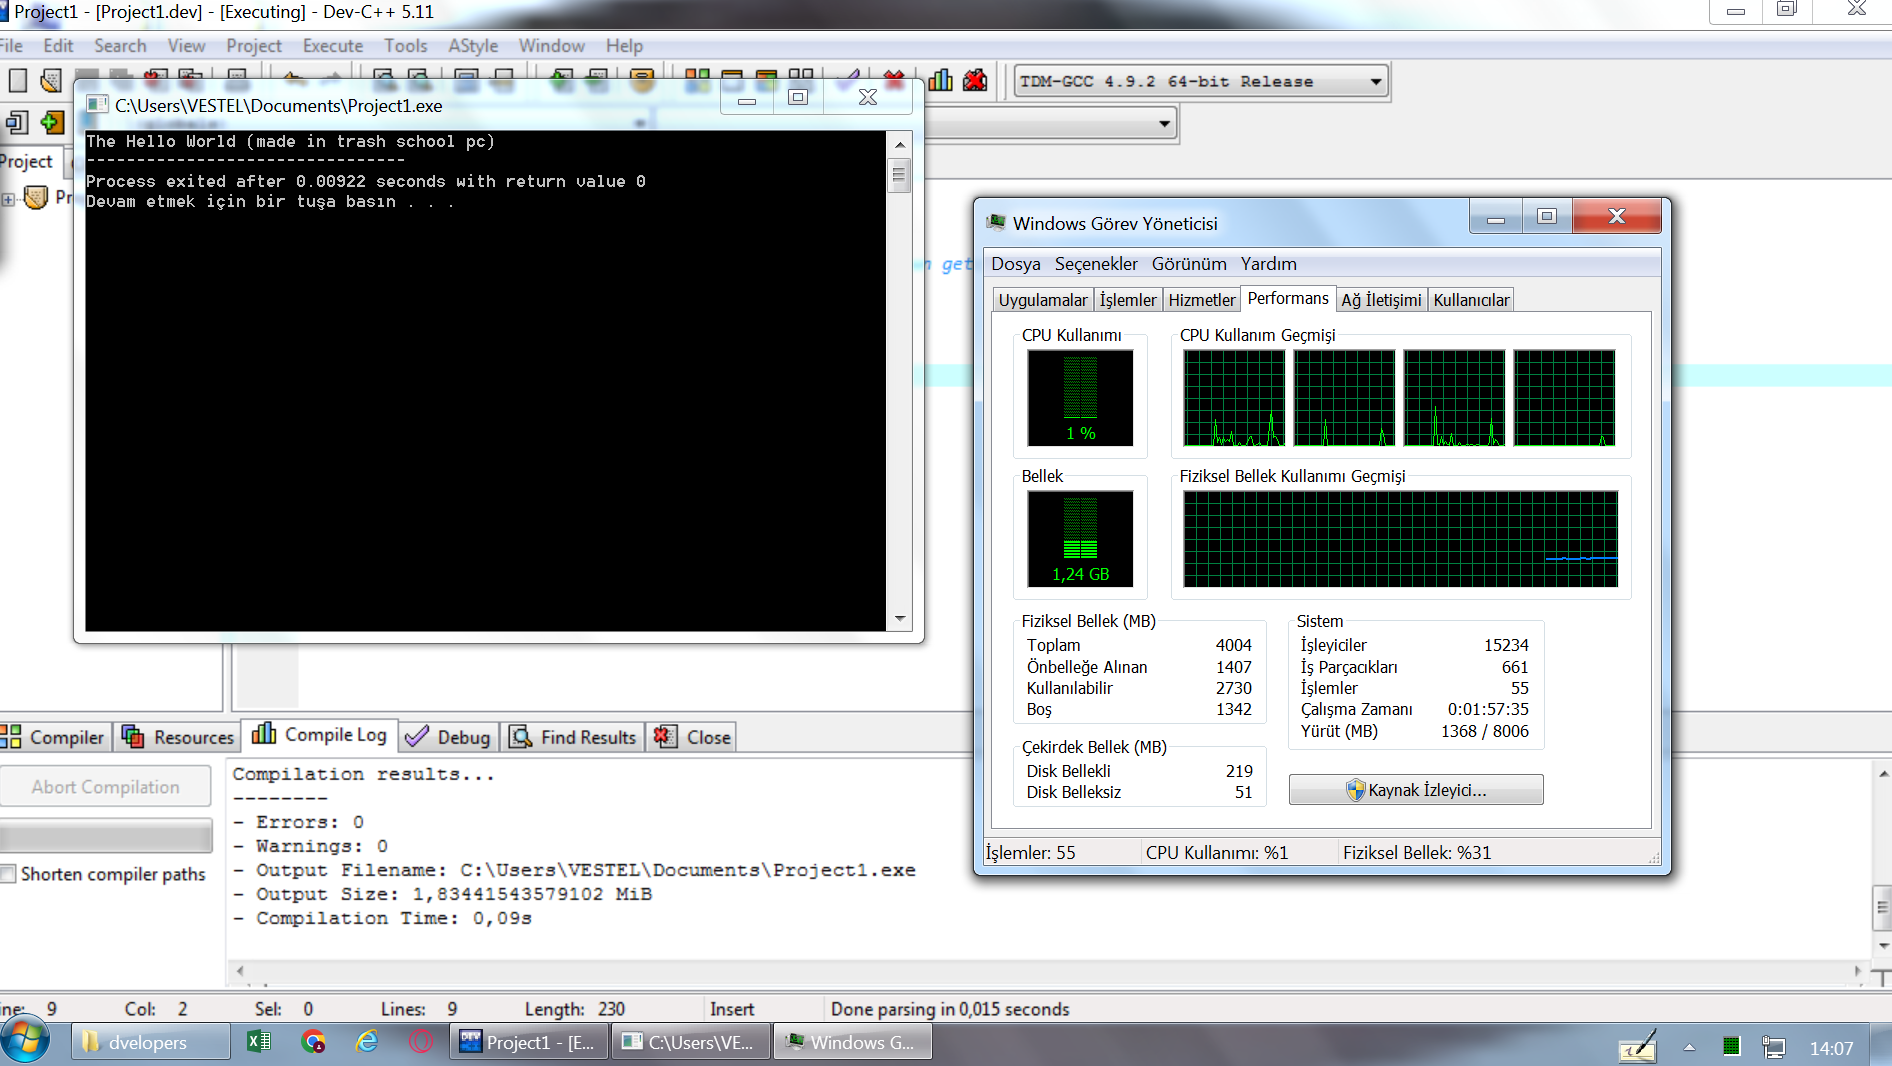 Project1 - [Project1.dev] - [Executing] - Dev-C++ 5.11
File Edit Search View Project Execute Tools AStyle Window Help
TDM-GCC 4.9.2 64-bit Release
C:\Users\VESTEL\Documents\Project1.exe
The Hello World (made in trash school pc)
--------------------------------
Process exited after 0.00922 seconds with return value 0
Devam etmek için bir tuşa basın . . .
Project
Pr
n get
Windows Görev Yöneticisi
Dosya Seçenekler Görünüm Yardım
Uygulamalar İşlemler Hizmetler Performans Ağ İletişimi Kullanıcılar
CPU Kullanımı CPU Kullanım Geçmişi
1 %
Bellek Fiziksel Bellek Kullanımı Geçmişi
1,24 GB
Fiziksel Bellek (MB)
Toplam 4004
Önbelleğe Alınan 1407
Kullanılabilir 2730
Boş 1342
Sistem
İşleyiciler 15234
İş Parçacıkları 661
İşlemler 55
Çalışma Zamanı 0:01:57:35
Yürüt (MB) 1368 / 8006
Çekirdek Bellek (MB)
Disk Bellekli 219
Disk Belleksiz 51
Kaynak İzleyici...
İşlemler: 55 CPU Kullanımı: %1 Fiziksel Bellek: %31
Compiler Resources Compile Log Debug Find Results Close
Abort Compilation
Shorten compiler paths
Compilation results...
--------
- Errors: 0
- Warnings: 0
- Output Filename: C:\Users\VESTEL\Documents\Project1.exe
- Output Size: 1,83441543579102 MiB
- Compilation Time: 0,09s
ine: 9 Col: 2 Sel: 0 Lines: 9 Length: 230 Insert Done parsing in 0,015 seconds
dvelopers Project1 - [E... C:\Users\VE... Windows G... 14:07